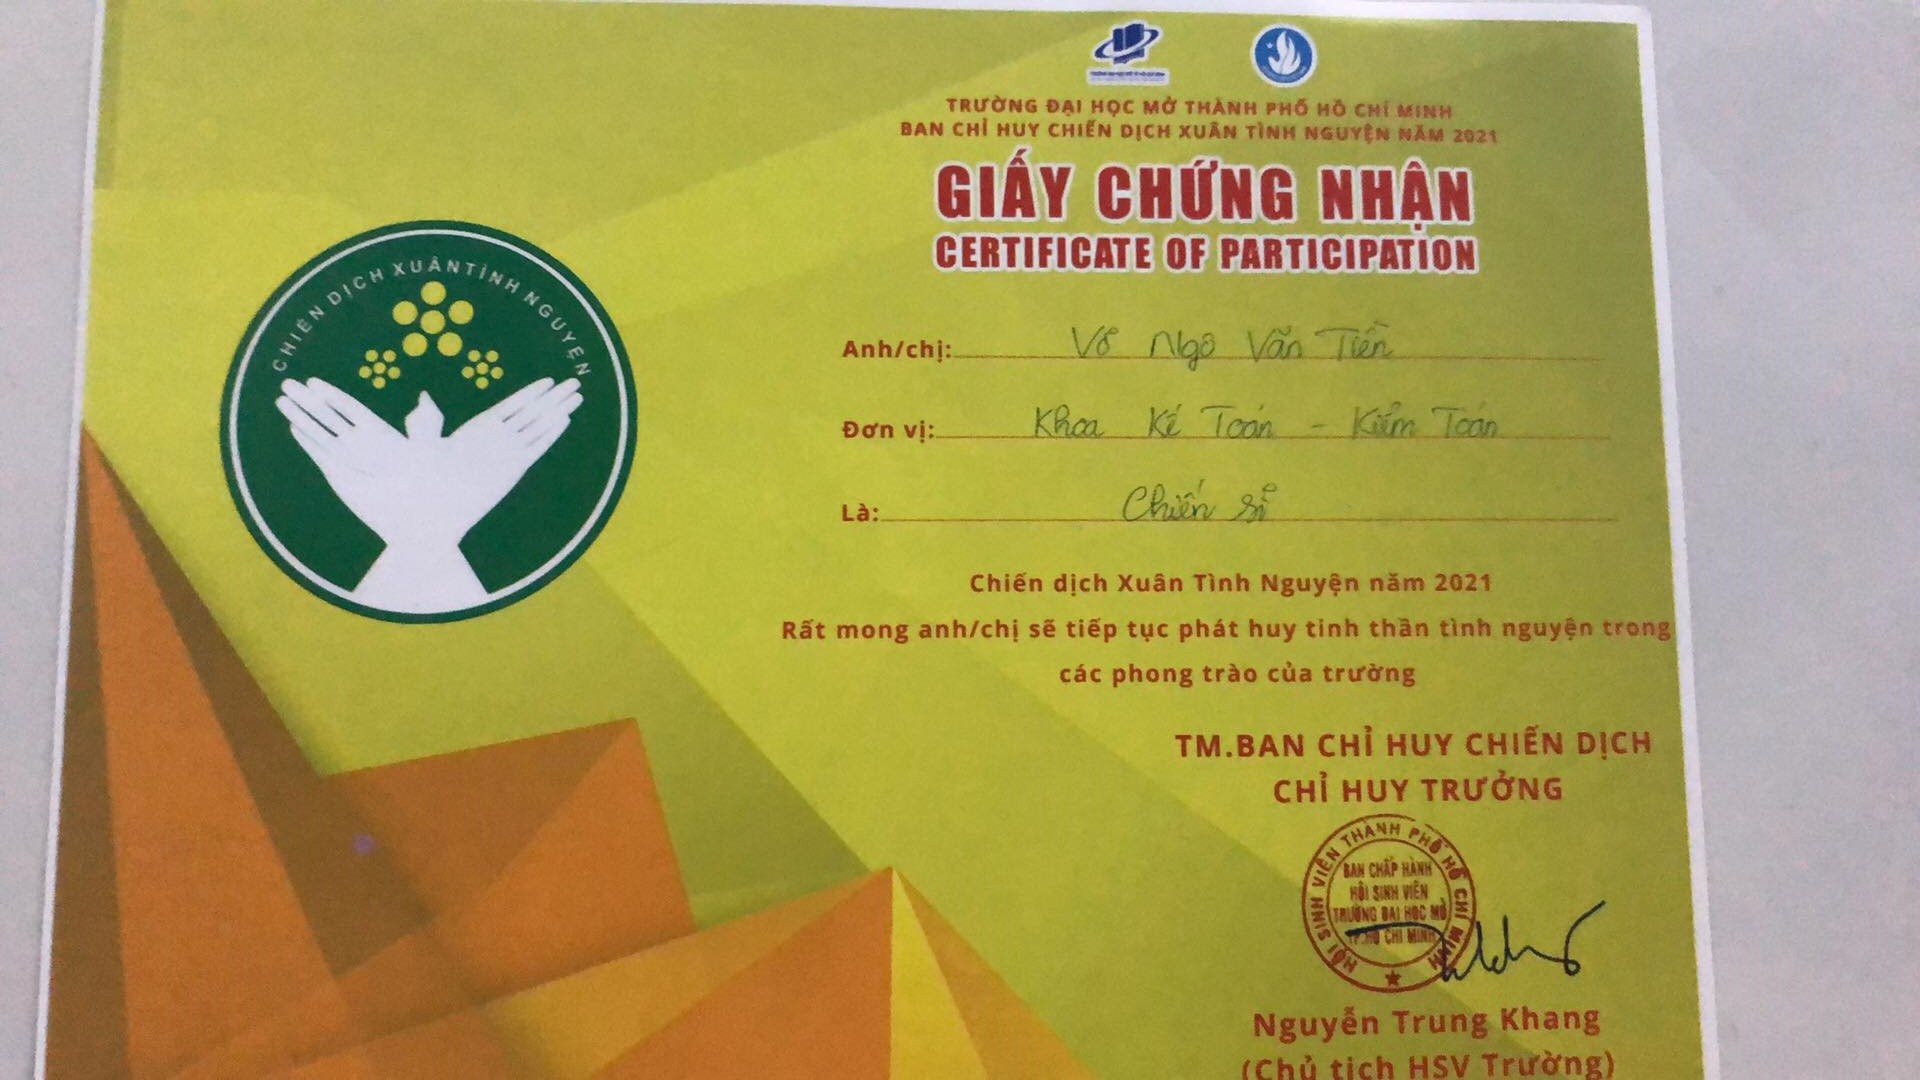 TRƯỜNG ĐẠI HỌC MỞ THÀNH PHỐ HỒ CHÍ MINH
BAN CHỈ HUY CHIẾN DỊCH XUÂN TÌNH NGUYỆN NĂM 2021
GIẤY CHỨNG NHẬN
CERTIFICATE OF PARTICIPATION
CHIẾN DỊCH XUÂN TÌNH NGUYỆN
Anh/chị: Võ Ngô Văn Tiền
Đơn vị: Khoa Kế Toán - Kiểm Toán
Là: Chiến sĩ
Chiến dịch Xuân Tình Nguyện năm 2021
Rất mong anh/chị sẽ tiếp tục phát huy tinh thần tình nguyện trong
các phong trào của trường
TM.BAN CHỈ HUY CHIẾN DỊCH
CHỈ HUY TRƯỞNG
HỘI SINH VIÊN THÀNH PHỐ HỒ CHÍ MINH
BAN CHẤP HÀNH
HỘI SINH VIÊN
TRƯỜNG ĐẠI HỌC MỞ
TP.HỒ CHÍ MINH
Nguyễn Trung Khang
(Chủ tịch HSV Trường)